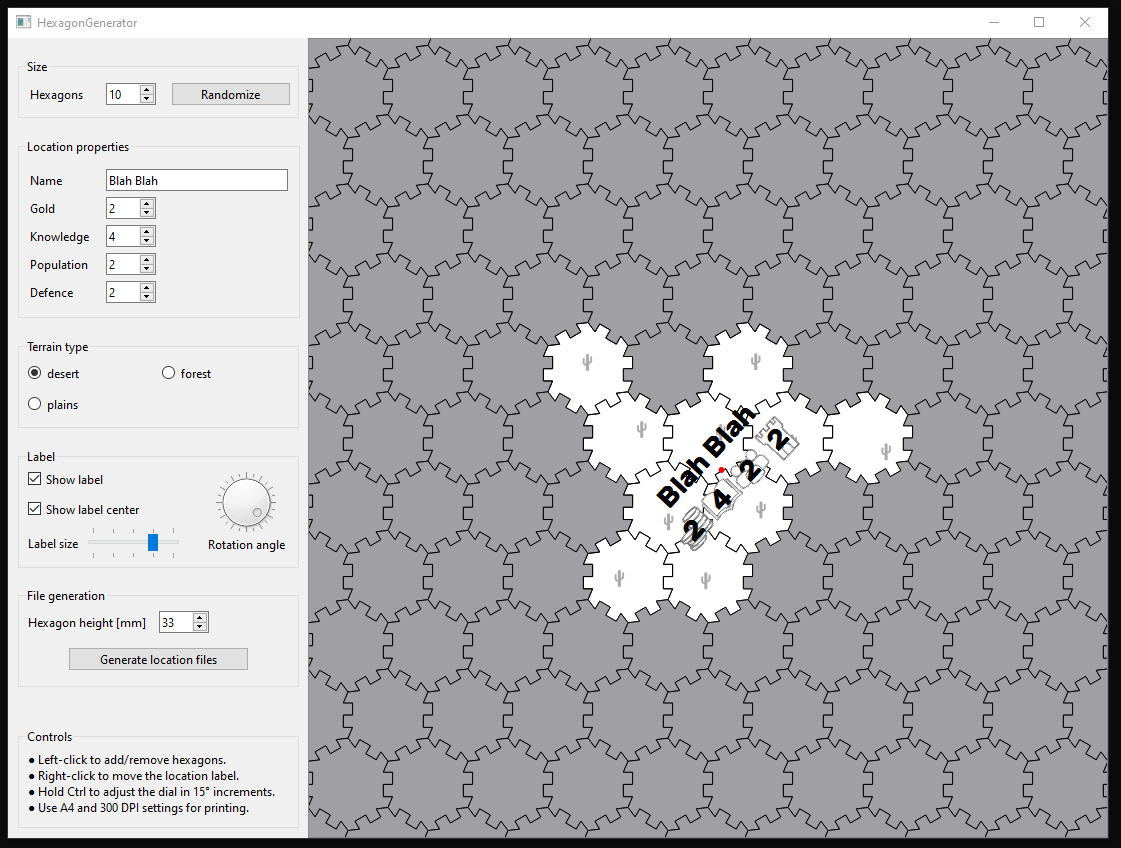 HexagonGenerator
Size
Hexagons 10 Randomize
Location properties
Name Blah Blah
Gold 2
Knowledge 4
Population 2
Defence 2
Terrain type
desert forest
plains
Label
Show label
Show label center
Label size Rotation angle
File generation
Hexagon height [mm] 33
Generate location files
Controls
● Left-click to add/remove hexagons.
● Right-click to move the location label.
● Hold Ctrl to adjust the dial in 15° increments.
● Use A4 and 300 DPI settings for printing.
Blah Blah
2 4 2 2